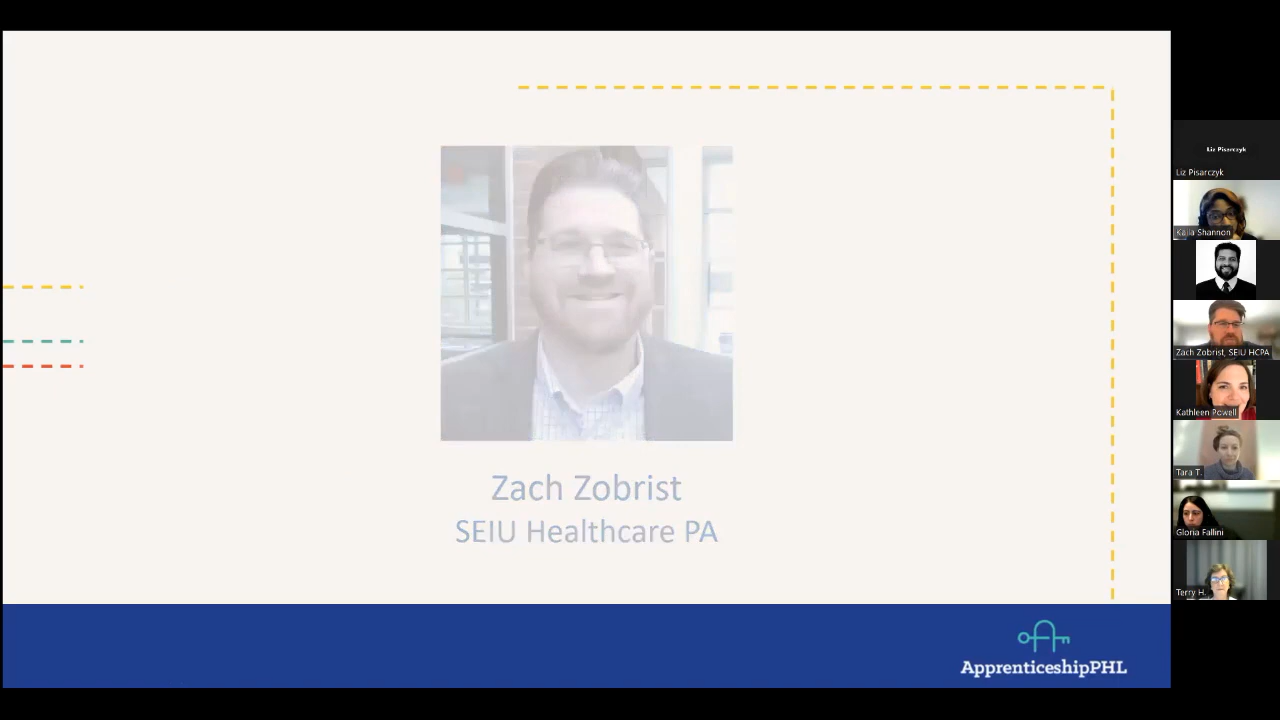 Zach Zobrist
SEIU Healthcare PA
ApprenticeshipPHL
Liz Pisarczyk
Liz Pisarczyk
Kaila Shannon
Zach Zobrist, SEIU HCPA
Kathleen Powell
Tara T.
Gloria Fallini
Terry H.